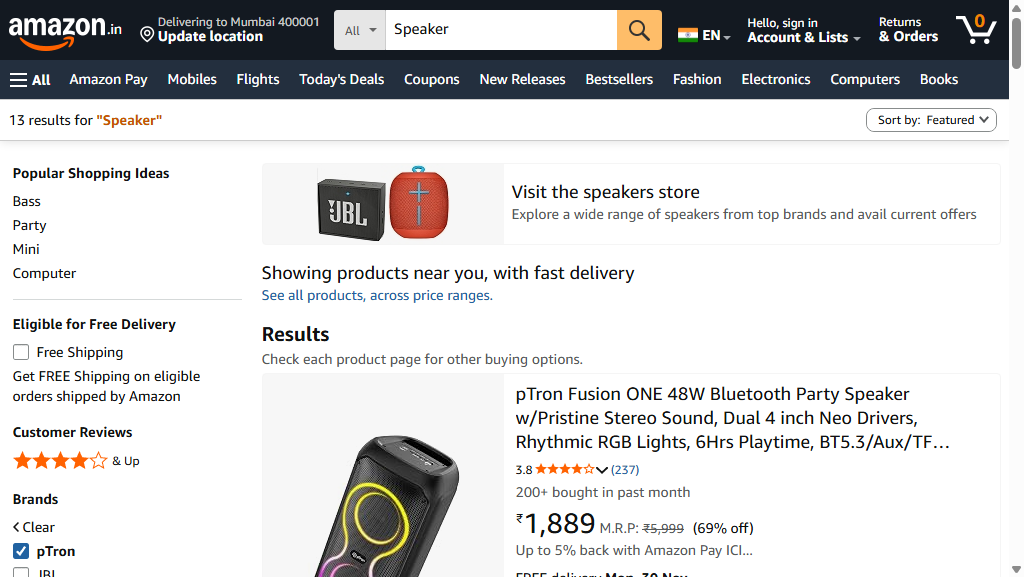 amazon.in
Delivering to Mumbai 400001
Update location
All
Speaker
EN
Hello, sign in
Account & Lists
Returns
& Orders
0
All
Amazon Pay
Mobiles
Flights
Today's Deals
Coupons
New Releases
Bestsellers
Fashion
Electronics
Computers
Books
13 results for "Speaker"
Sort by: Featured
Popular Shopping Ideas
Bass
Party
Mini
Computer
Eligible for Free Delivery
Free Shipping
Get FREE Shipping on eligible
orders shipped by Amazon
Customer Reviews
& Up
Brands
Clear
pTron
JBL
JBL
Visit the speakers store
Explore a wide range of speakers from top brands and avail current offers
Showing products near you, with fast delivery
See all products, across price ranges.
Results
Check each product page for other buying options.
pTron Fusion ONE 48W Bluetooth Party Speaker
w/Pristine Stereo Sound, Dual 4 inch Neo Drivers,
Rhythmic RGB Lights, 6Hrs Playtime, BT5.3/Aux/TF…
3.8 (237)
200+ bought in past month
₹1,889 M.R.P: ₹5,999 (69% off)
Up to 5% back with Amazon Pay ICI…
FREE delivery Mon, 30 Nov